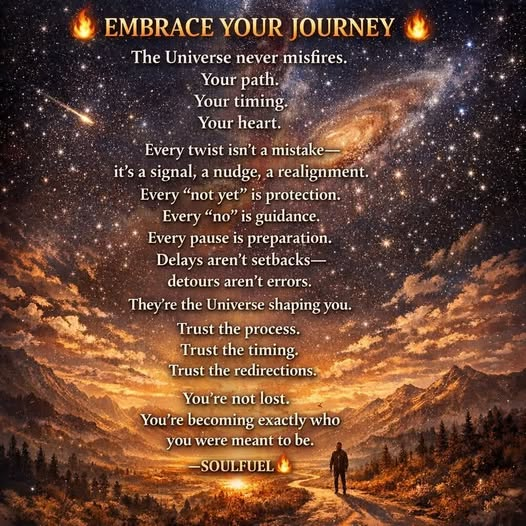 🔥 EMBRACE YOUR JOURNEY 🔥
The Universe never misfires.
Your path.
Your timing.
Your heart.
Every twist isn't a mistake—
it's a signal, a nudge, a realignment.
Every “not yet” is protection.
Every “no” is guidance.
Every pause is preparation.
Delays aren't setbacks—
detours aren't errors.
They're the Universe shaping you.
Trust the process.
Trust the timing.
Trust the redirections.
You're not lost.
You're becoming exactly who
you were meant to be.
—SOULFUEL🔥